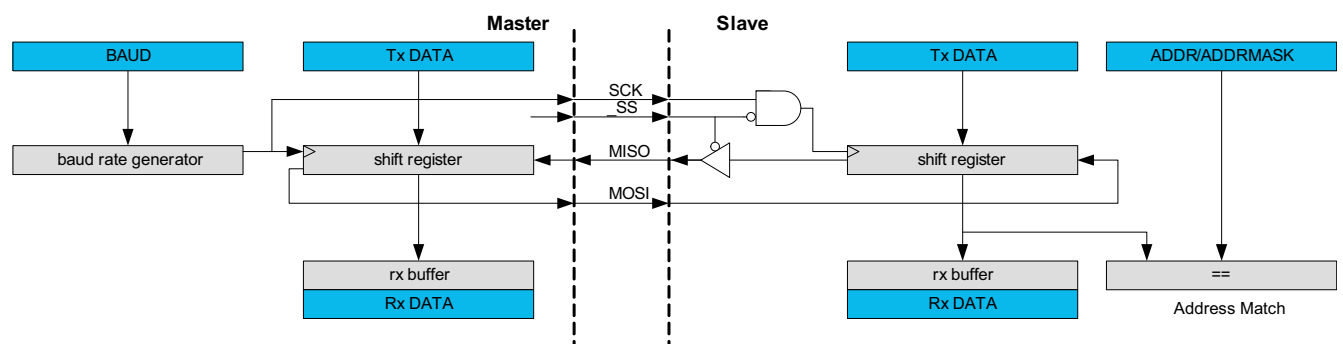 Master Slave
BAUD Tx DATA Tx DATA ADDR/ADDRMASK
SCK
_SS
baud rate generator shift register MISO shift register
MOSI
rx buffer rx buffer ==
Rx DATA Rx DATA Address Match